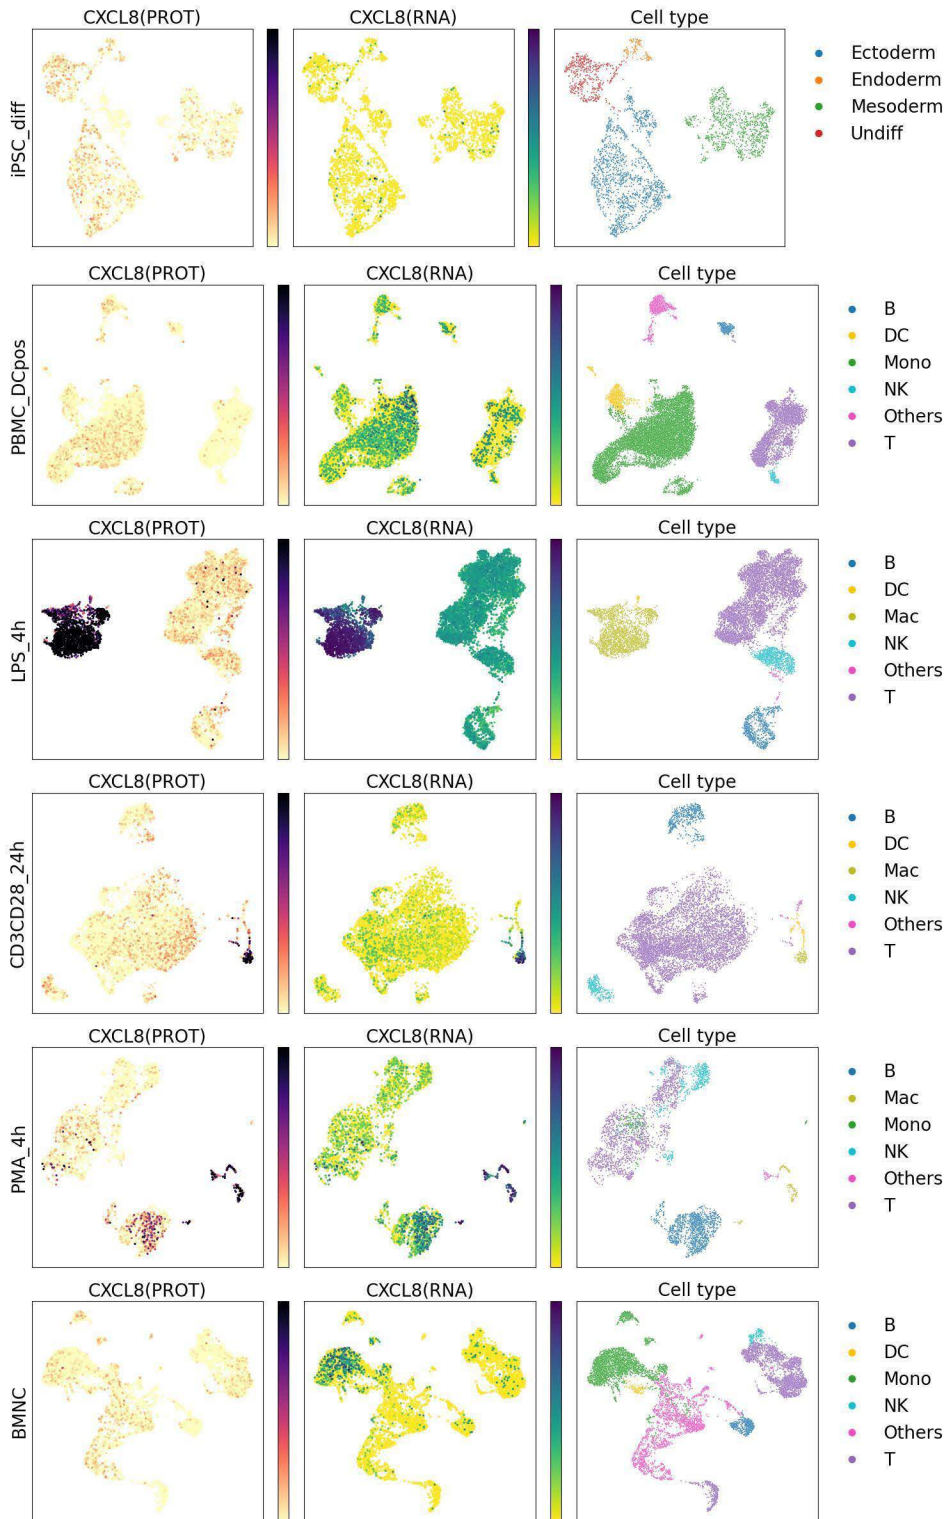 CXCL8(PROT) CXCL8(RNA) Cell type
iPSC_diff
Ectoderm
Endoderm
Mesoderm
Undiff
CXCL8(PROT) CXCL8(RNA) Cell type
PBMC_DCpos
B
DC
Mono
NK
Others
T
CXCL8(PROT) CXCL8(RNA) Cell type
LPS_4h
B
DC
Mac
NK
Others
T
CXCL8(PROT) CXCL8(RNA) Cell type
CD3CD28_24h
B
DC
Mac
NK
Others
T
CXCL8(PROT) CXCL8(RNA) Cell type
PMA_4h
B
Mac
Mono
NK
Others
T
CXCL8(PROT) CXCL8(RNA) Cell type
BMNC
B
DC
Mono
NK
Others
T